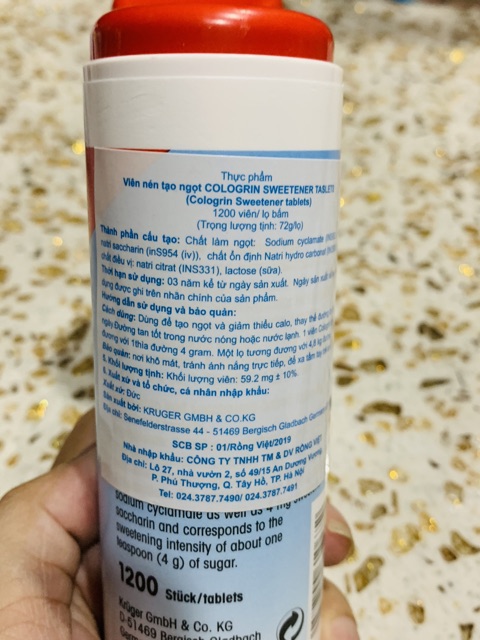 Thực phẩm
Viên nén tạo ngọt COLOGRIN SWEETENER TABLETS
(Cologrin Sweetener tablets)
1200 viên/ lọ bấm
(Trọng lượng tịnh: 72g/lọ)
Thành phần cấu tạo: Chất làm ngọt: Sodium cyclamate
natri saccharin (inS954 (iv)), chất ổn định Natri hydro carbonat
chất điều vị: natri citrat (INS331), lactose (sữa).
Thời hạn sử dụng: 03 năm kể từ ngày sản xuất. Ngày sản xuất
dụng được ghi trên nhãn chính của sản phẩm.
Hướng dẫn sử dụng và bảo quản:
Cách dùng: Dùng để tạo ngọt và giảm thiểu calo, thay thế đường
ngày.Đường tan tốt trong nước nóng hoặc nước lạnh. 1 viên
đương với 1thìa đường 4 gram. Một lọ tương đương với 4,8 kg
Bảo quản: nơi khô mát, tránh ánh nắng trực tiếp, để xa tầm tay
5. Khối lượng tịnh: Khối lượng viên: 59.2 mg ± 10%
6. Xuất xứ và tổ chức, cá nhân nhập khẩu:
Xuất xứ: Đức
Sản xuất bởi: KRUGER GMBH & CO.KG
Địa chỉ: Senefelderstrasse 44 - 51469 Bergisch Gladbach
SCB SP : 01/Rồng Việt/2019
Nhà nhập khẩu: CÔNG TY TNHH TM & DV RỒNG VIỆT
Địa chỉ: Lô 27, nhà vườn 2, số 49/15 An Dương Vương,
P. Phú Thượng, Q. Tây Hồ, TP. Hà Nội
Tel: 024.3787.7490/ 024.3787.7491
sodium cyclamate as well as 4 mg
saccharin and corresponds to the
sweetening intensity of about one
teaspoon (4 g) of sugar.
1200 Stück/tablets
Krüger GmbH & Co. KG
D-51469 Bergisch Gladbach